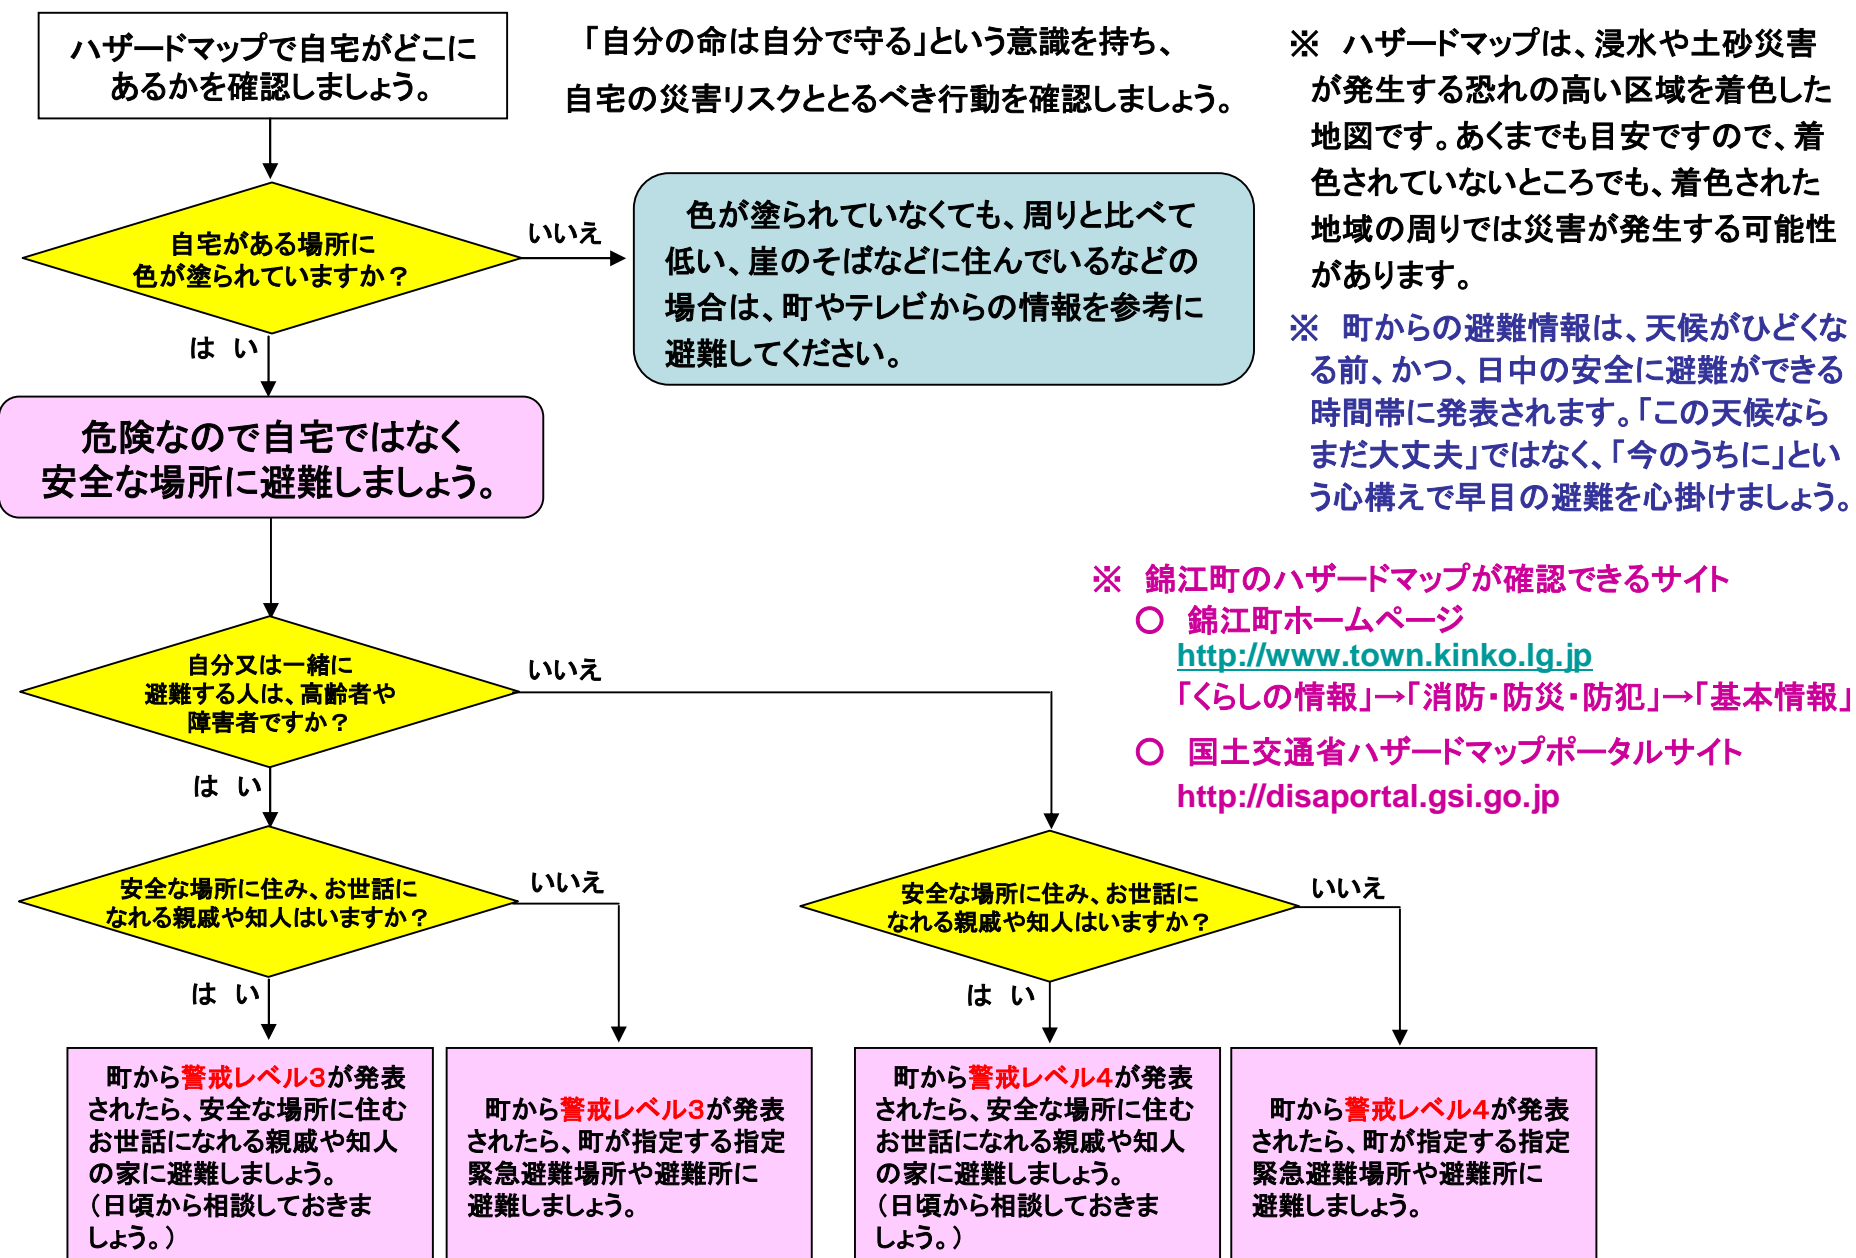 ハザードマップで自宅がどこに
あるかを確認しましょう。
「自分の命は自分で守る」という意識を持ち、
自宅の災害リスクととるべき行動を確認しましょう。
※　ハザードマップは、浸水や土砂災害
が発生する恐れの高い区域を着色した
地図です。あくまでも目安ですので、着
色されていないところでも、着色された
地域の周りでは災害が発生する可能性
があります。
※　町からの避難情報は、天候がひどくな
る前、かつ、日中の安全に避難ができる
時間帯に発表されます。「この天候なら
まだ大丈夫」ではなく、「今のうちに」とい
う心構えで早目の避難を心掛けましょう。
自宅がある場所に
色が塗られていますか？
いいえ
色が塗られていなくても、周りと比べて
低い、崖のそばなどに住んでいるなどの
場合は、町やテレビからの情報を参考に
避難してください。
は　い
危険なので自宅ではなく
安全な場所に避難しましょう。
※　錦江町のハザードマップが確認できるサイト
〇　錦江町ホームページ
http://www.town.kinko.lg.jp
「くらしの情報」→「消防・防災・防犯」→「基本情報」
〇　国土交通省ハザードマップポータルサイト
http://disaportal.gsi.go.jp
自分又は一緒に
避難する人は、高齢者や
障害者ですか？
いいえ
は　い
安全な場所に住み、お世話に
なれる親戚や知人はいますか？
いいえ
は　い
安全な場所に住み、お世話に
なれる親戚や知人はいますか？
いいえ
は　い
町から警戒レベル３が発表
されたら、安全な場所に住む
お世話になれる親戚や知人
の家に避難しましょう。
（日頃から相談しておきま
しょう。）
町から警戒レベル３が発表
されたら、町が指定する指定
緊急避難場所や避難所に
避難しましょう。
町から警戒レベル４が発表
されたら、安全な場所に住む
お世話になれる親戚や知人
の家に避難しましょう。
（日頃から相談しておきま
しょう。）
町から警戒レベル４が発表
されたら、町が指定する指定
緊急避難場所や避難所に
避難しましょう。